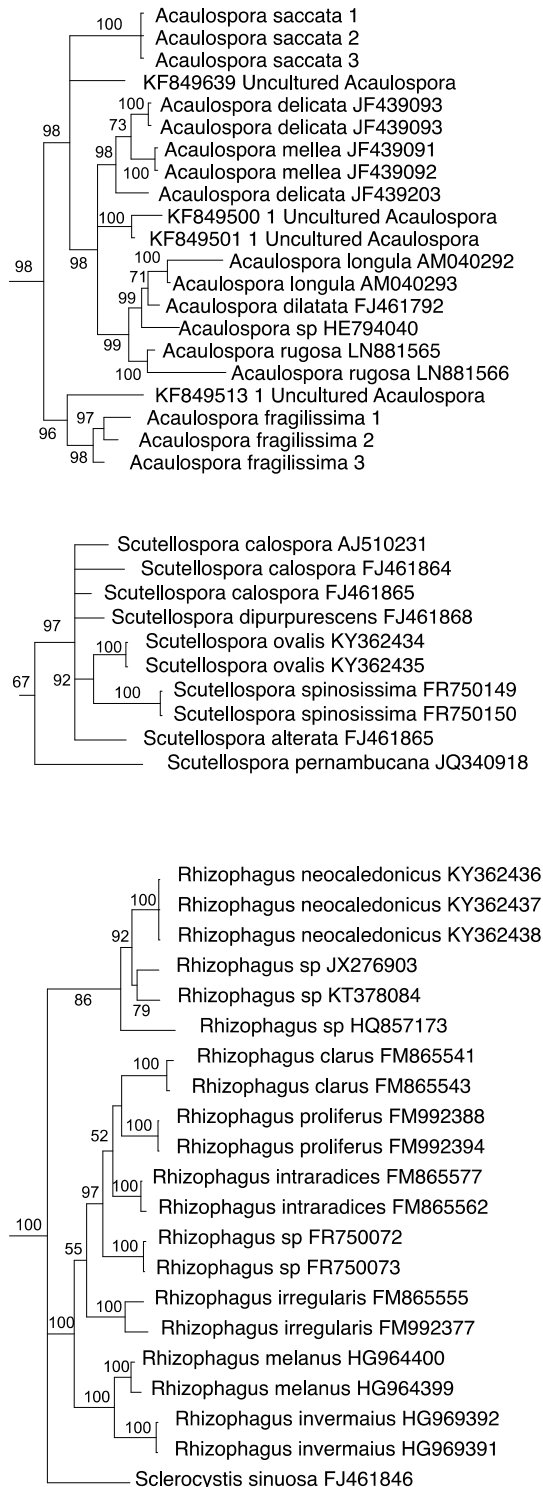 100
Acaulospora saccata 1
Acaulospora saccata 2
Acaulospora saccata 3
KF849639 Uncultured Acaulospora
100
Acaulospora delicata JF439093
73
Acaulospora delicata JF439093
98
Acaulospora mellea JF439091
98
100
Acaulospora mellea JF439092
Acaulospora delicata JF439203
100
KF849500 1 Uncultured Acaulospora
KF849501 1 Uncultured Acaulospora
98
98
100
Acaulospora longula AM040292
71
Acaulospora longula AM040293
99
Acaulospora dilatata FJ461792
Acaulospora sp HE794040
99
Acaulospora rugosa LN881565
100
Acaulospora rugosa LN881566
KF849513 1 Uncultured Acaulospora
97
Acaulospora fragilissima 1
96
Acaulospora fragilissima 2
98
Acaulospora fragilissima 3
Scutellospora calospora AJ510231
Scutellospora calospora FJ461864
Scutellospora calospora FJ461865
97
Scutellospora dipurpurescens FJ461868
100
Scutellospora ovalis KY362434
Scutellospora ovalis KY362435
67
92
100
Scutellospora spinosissima FR750149
Scutellospora spinosissima FR750150
Scutellospora alterata FJ461865
Scutellospora pernambucana JQ340918
Rhizophagus neocaledonicus KY362436
100
Rhizophagus neocaledonicus KY362437
92
Rhizophagus neocaledonicus KY362438
Rhizophagus sp JX276903
86
79
Rhizophagus sp KT378084
Rhizophagus sp HQ857173
100
Rhizophagus clarus FM865541
Rhizophagus clarus FM865543
52
100
Rhizophagus proliferus FM992388
Rhizophagus proliferus FM992394
97
100
Rhizophagus intraradices FM865577
Rhizophagus intraradices FM865562
100
55
100
Rhizophagus sp FR750072
Rhizophagus sp FR750073
100
Rhizophagus irregularis FM865555
100
Rhizophagus irregularis FM992377
100
Rhizophagus melanus HG964400
100
Rhizophagus melanus HG964399
100
Rhizophagus invermaius HG969392
Rhizophagus invermaius HG969391
Sclerocystis sinuosa FJ461846